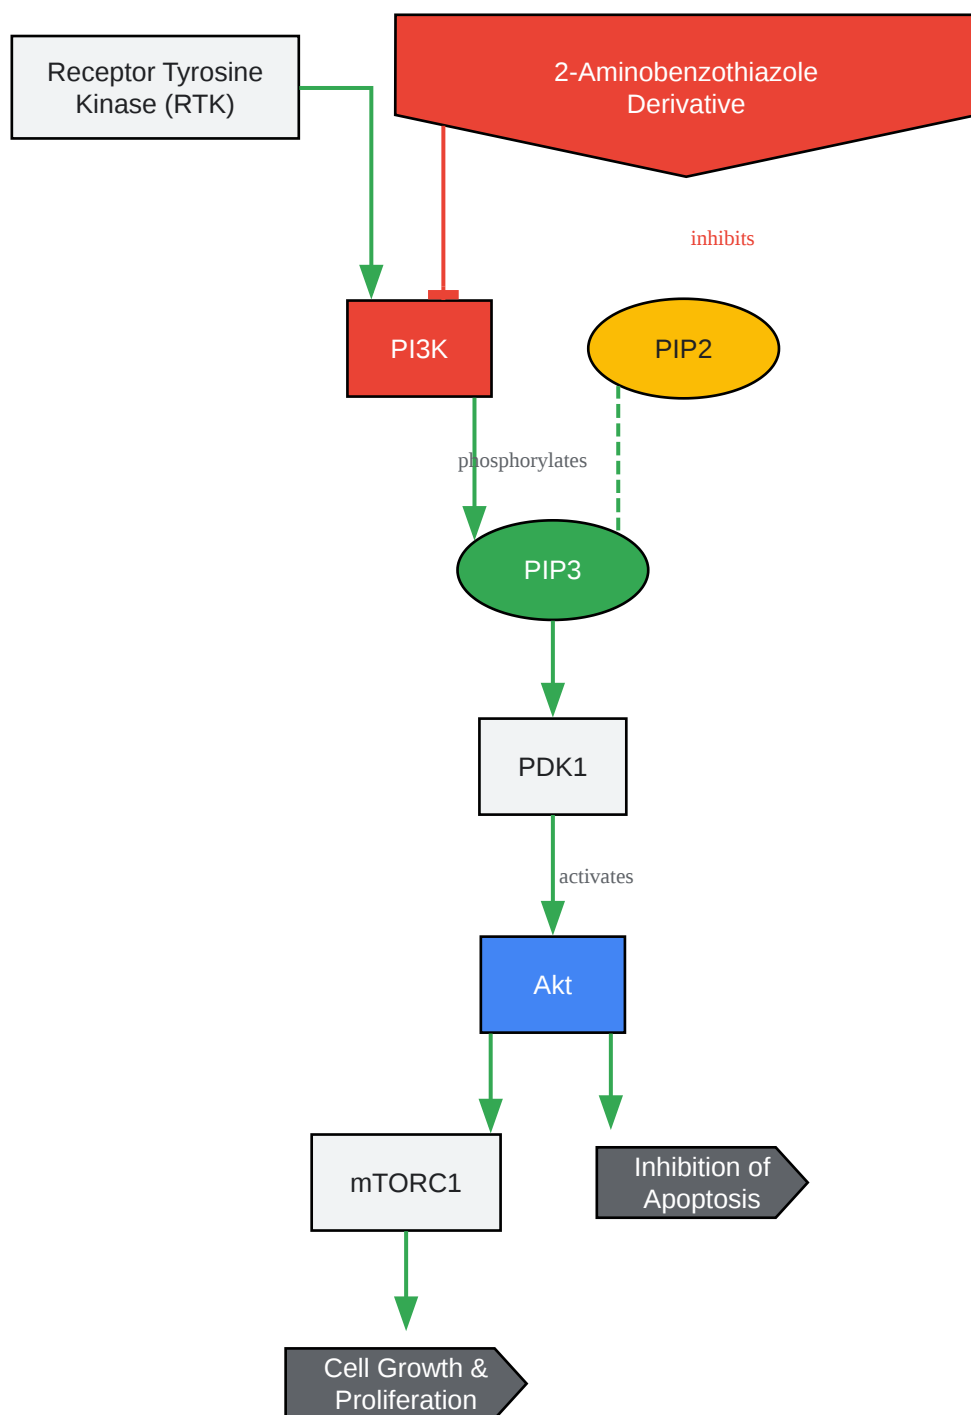 Receptor Tyrosine
Kinase (RTK)
2-Aminobenzothiazole
Derivative
inhibits
PI3K
PIP2
phosphorylates
PIP3
PDK1
activates
Akt
mTORC1
Inhibition of
Apoptosis
Cell Growth &
Proliferation